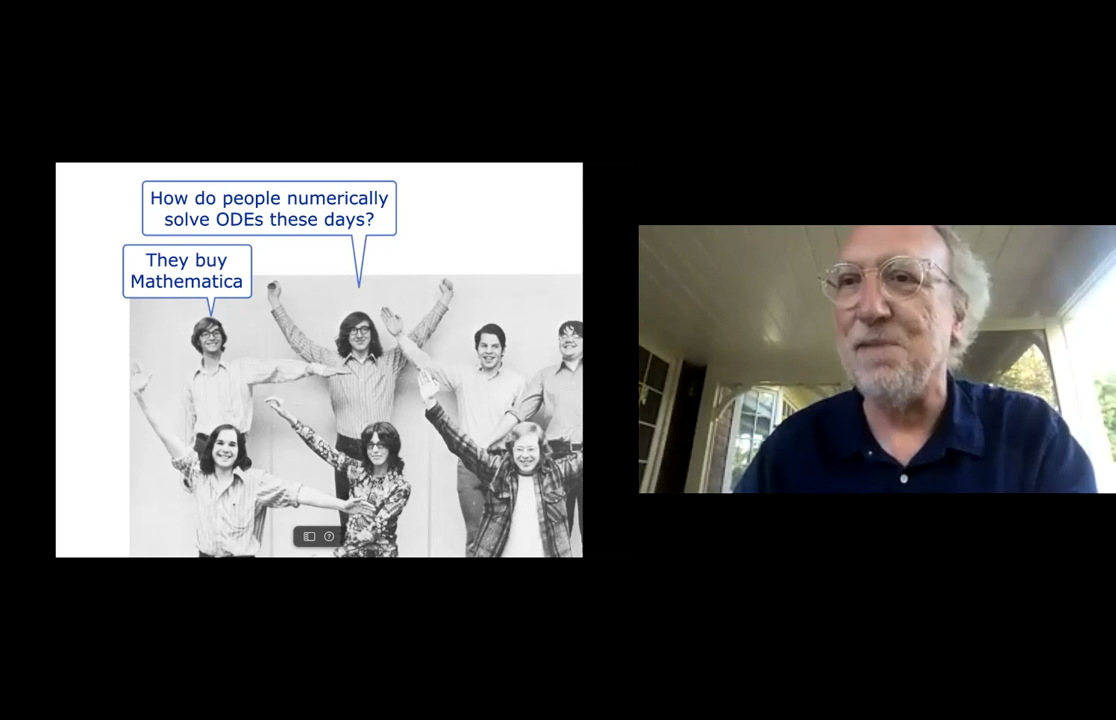 How do people numerically
solve ODEs these days?
They buy
Mathematica